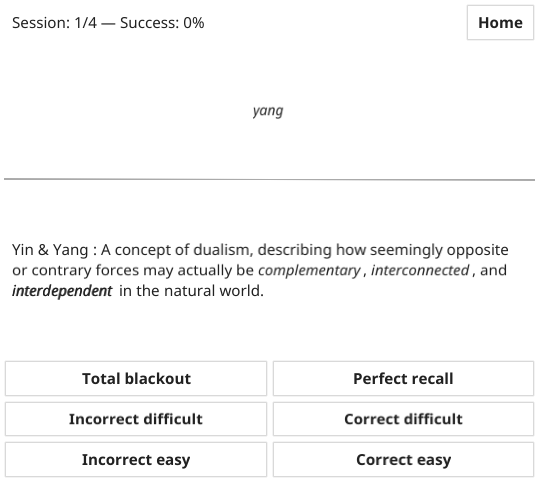 Session: 1/4 — Success: 0%
Home
yang
Yin & Yang : A concept of dualism, describing how seemingly opposite
or contrary forces may actually be complementary, interconnected, and
interdependent in the natural world.
Total blackout
Perfect recall
Incorrect difficult
Correct difficult
Incorrect easy
Correct easy